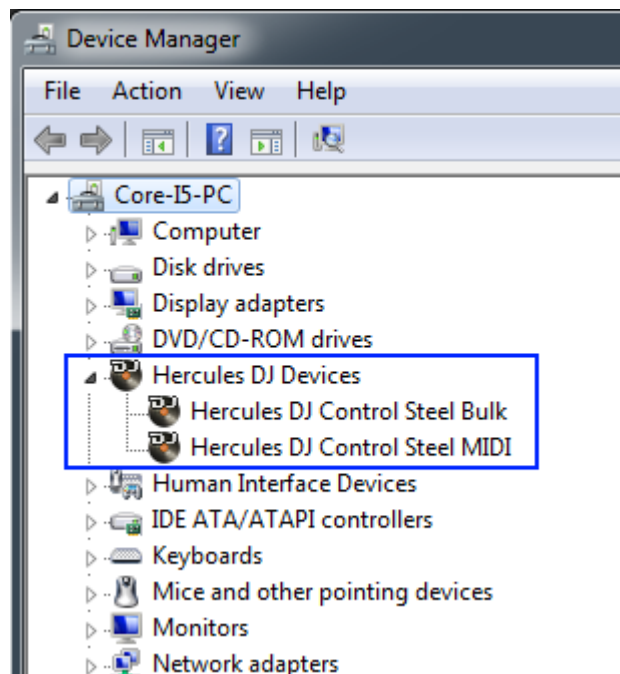 Device Manager
File Action View Help
Core-I5-PC
Computer
Disk drives
Display adapters
DVD/CD-ROM drives
Hercules DJ Devices
Hercules DJ Control Steel Bulk
Hercules DJ Control Steel MIDI
Human Interface Devices
IDE ATA/ATAPI controllers
Keyboards
Mice and other pointing devices
Monitors
Network adapters